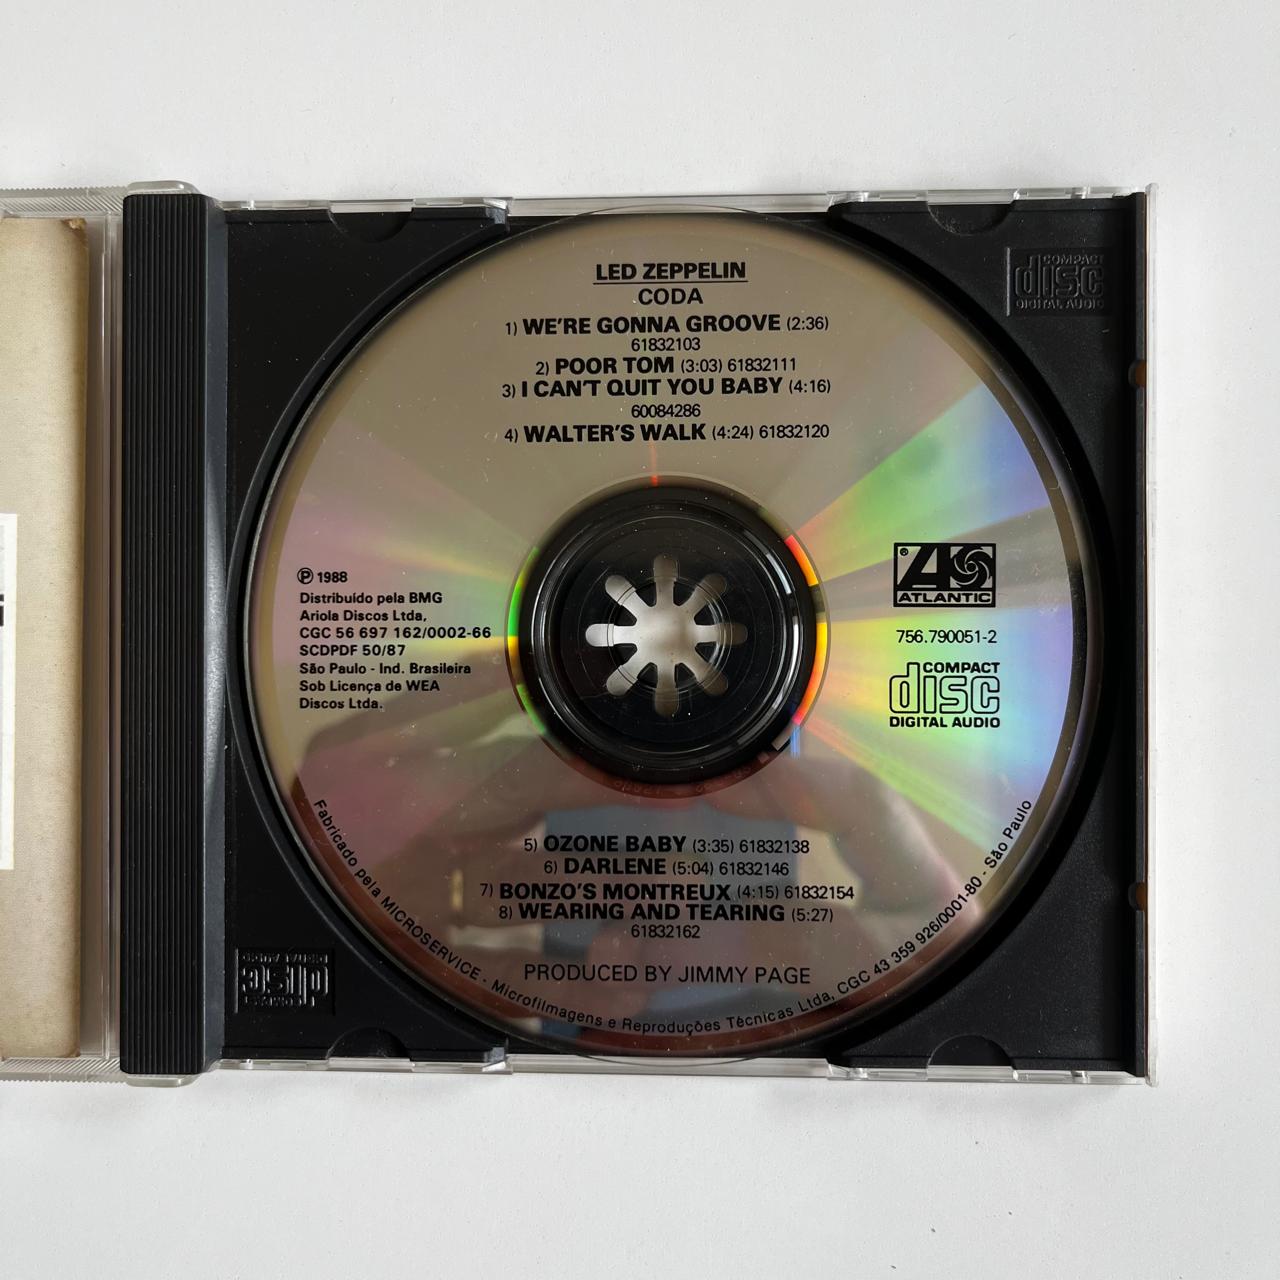 LED ZEPPELIN
CODA
1) WE'RE GONNA GROOVE (2:36)
61832103
2) POOR TOM (3:03) 61832111
3) I CAN'T QUIT YOU BABY (4:16)
60084286
4) WALTER'S WALK (4:24) 61832120
℗ 1988
Distribuído pela BMG
Ariola Discos Ltda,
CGC 56 697 162/0002-66
SCDPDF 50/87
São Paulo - Ind. Brasileira
Sob Licença de WEA
Discos Ltda.
® ATLANTIC
756.790051-2
COMPACT
disc
DIGITAL AUDIO
5) OZONE BABY (3:35) 61832138
6) DARLENE (5:04) 61832146
7) BONZO'S MONTREUX (4:15) 61832154
8) WEARING AND TEARING (5:27)
61832162
PRODUCED BY JIMMY PAGE
Fabricado pela MICROSERVICE - Microfilmagens e Reproduções Técnicas Ltda, CGC 43 359 926/0001-80 - São Paulo
COMPACT
disc
DIGITAL AUDIO
COMPACT
disc
DIGITAL AUDIO